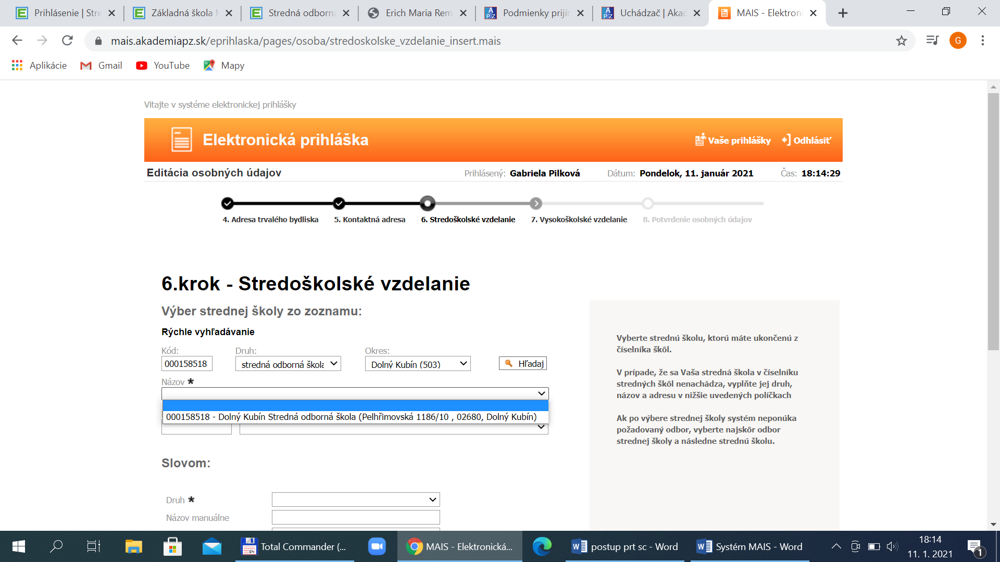 Prihlásenie | Stre
Základná škola M
Stredná odborná
Erich Maria Rem
Podmienky prijín
Uchádzač | Akad
MAIS - Elektroni
mais.akademiapz.sk/eprihlaska/pages/osoba/stredoskolske_vzdelanie_insert.mais
G
Aplikácie
Gmail
YouTube
Mapy
Vitajte v systéme elektronickej prihlášky
Elektronická prihláška
Vaše prihlášky
Odhlásiť
Editácia osobných údajov
Prihlásený: Gabriela Pilková
Dátum: Pondelok, 11. január 2021
Čas: 18:14:29
4. Adresa trvalého bydliska
5. Kontaktná adresa
6. Stredoškolské vzdelanie
7. Vysokoškolské vzdelanie
8. Potvrdenie osobných údajov
6.krok - Stredoškolské vzdelanie
Výber strednej školy zo zoznamu:
Rýchle vyhľadávanie
Kód:
Druh:
Okres:
000158518
stredná odborná škola
Dolný Kubín (503)
Hľadaj
Názov *
000158518 - Dolný Kubín Stredná odborná škola (Pelhřimovská 1186/10 , 02680, Dolný Kubín)
Slovom:
Druh *
Názov manuálne
Vyberte strednú školu, ktorú máte ukončenú z
číselníka škôl.
V prípade, že sa Vaša stredná škola v číselníku
stredných škôl nenachádza, vyplňte jej druh,
názov a adresu v nižšie uvedených políčkach
Ak po výbere strednej školy systém neponúka
požadovaný odbor, vyberte najskôr odbor
strednej školy a následne strednú školu.
Total Commander (...
MAIS - Elektronická...
postup prt sc - Word
Systém MAIS - Word
18:14
11. 1. 2021
1